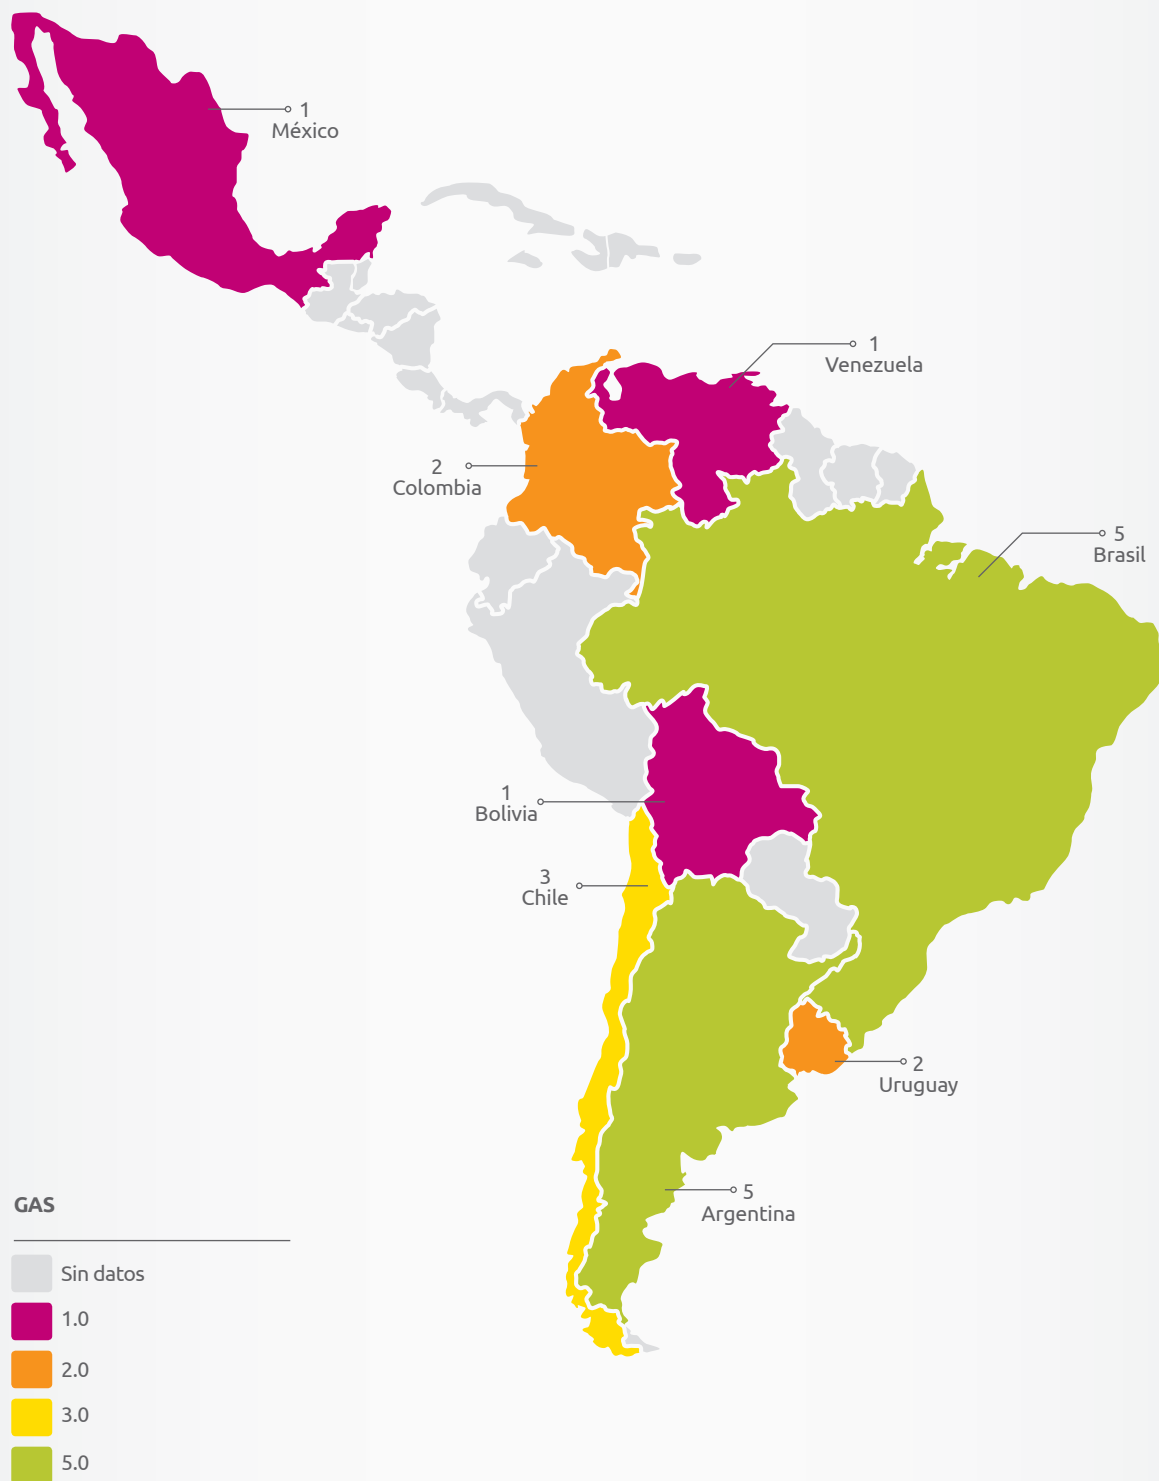 1
México
1
Venezuela
2
Colombia
5
Brasil
1
Bolivia
3
Chile
2
Uruguay
5
Argentina
GAS
Sin datos
1.0
2.0
3.0
5.0